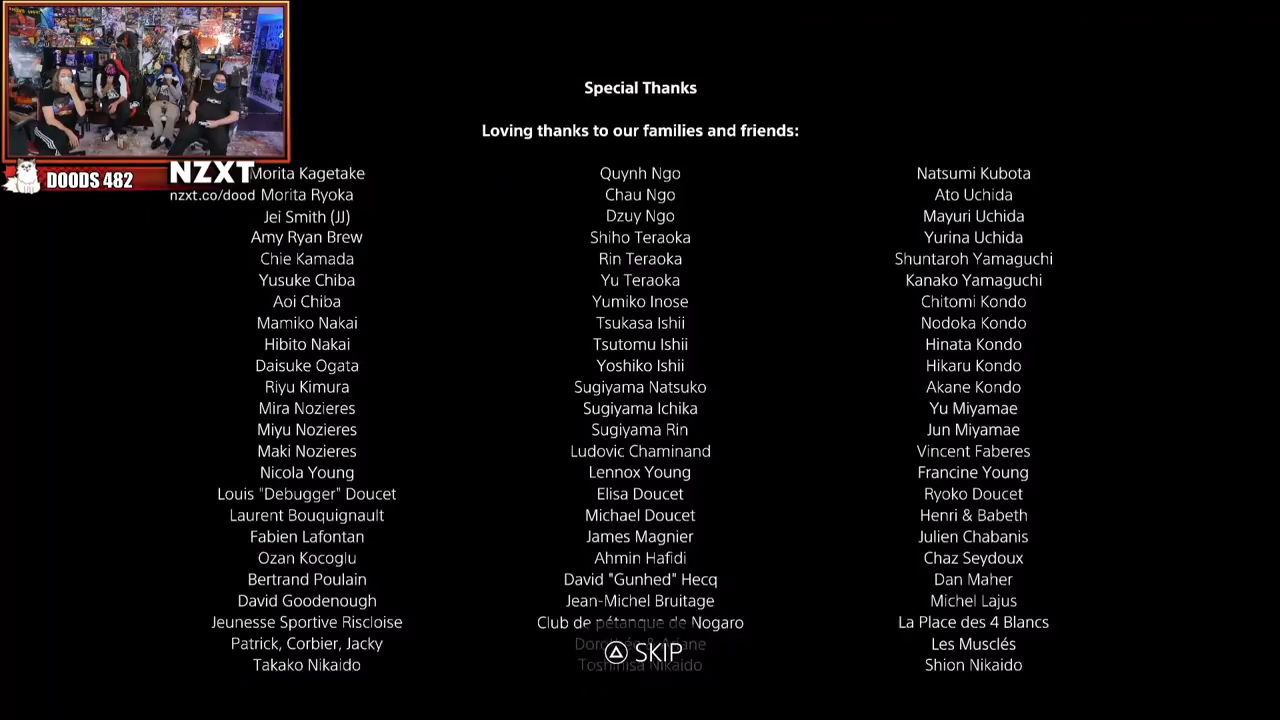 Special Thanks
Loving thanks to our families and friends:
DOODS 482
NZXT
nzxt.co/dood
Morita Kagetake
Morita Ryoka
Jei Smith (JJ)
Amy Ryan Brew
Chie Kamada
Yusuke Chiba
Aoi Chiba
Mamiko Nakai
Hibito Nakai
Daisuke Ogata
Riyu Kimura
Mira Nozieres
Miyu Nozieres
Maki Nozieres
Nicola Young
Louis "Debugger" Doucet
Laurent Bouquignault
Fabien Lafontan
Ozan Kocoglu
Bertrand Poulain
David Goodenough
Jeunesse Sportive Riscloise
Patrick, Corbier, Jacky
Takako Nikaido
Quynh Ngo
Chau Ngo
Dzuy Ngo
Shiho Teraoka
Rin Teraoka
Yu Teraoka
Yumiko Inose
Tsukasa Ishii
Tsutomu Ishii
Yoshiko Ishii
Sugiyama Natsuko
Sugiyama Ichika
Sugiyama Rin
Ludovic Chaminand
Lennox Young
Elisa Doucet
Michael Doucet
James Magnier
Ahmin Hafidi
David "Gunhed" Hecq
Jean-Michel Bruitage
Club de pétanque de Nogaro
Dorothée & Ariane
SKIP
Toshihisa Nikaido
Natsumi Kubota
Ato Uchida
Mayuri Uchida
Yurina Uchida
Shuntaroh Yamaguchi
Kanako Yamaguchi
Chitomi Kondo
Nodoka Kondo
Hinata Kondo
Hikaru Kondo
Akane Kondo
Yu Miyamae
Jun Miyamae
Vincent Faberes
Francine Young
Ryoko Doucet
Henri & Babeth
Julien Chabanis
Chaz Seydoux
Dan Maher
Michel Lajus
La Place des 4 Blancs
Les Musclés
Shion Nikaido